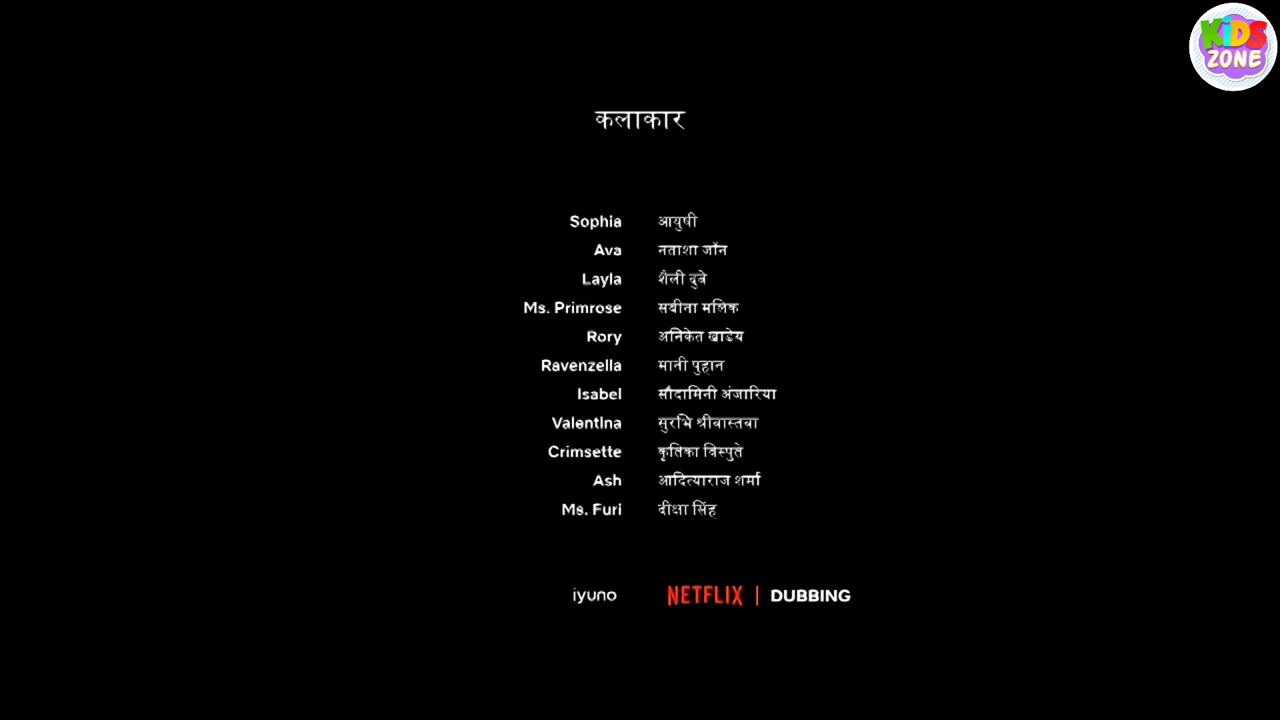 KiDS
ZONE
कलाकार
Sophia आयुषी
Ava नताशा जॉन
Layla शैली दुबे
Ms. Primrose सबीना मलिक
Rory अनिकेत खाडेय
Ravenzella मानी पुहान
Isabel सौदामिनी अंजारिया
Valentina सुरभि श्रीवास्तवा
Crimsette कृतिका विस्पुते
Ash आदित्याराज शर्मा
Ms. Furi दीक्षा सिंह
iyuno NETFLIX | DUBBING